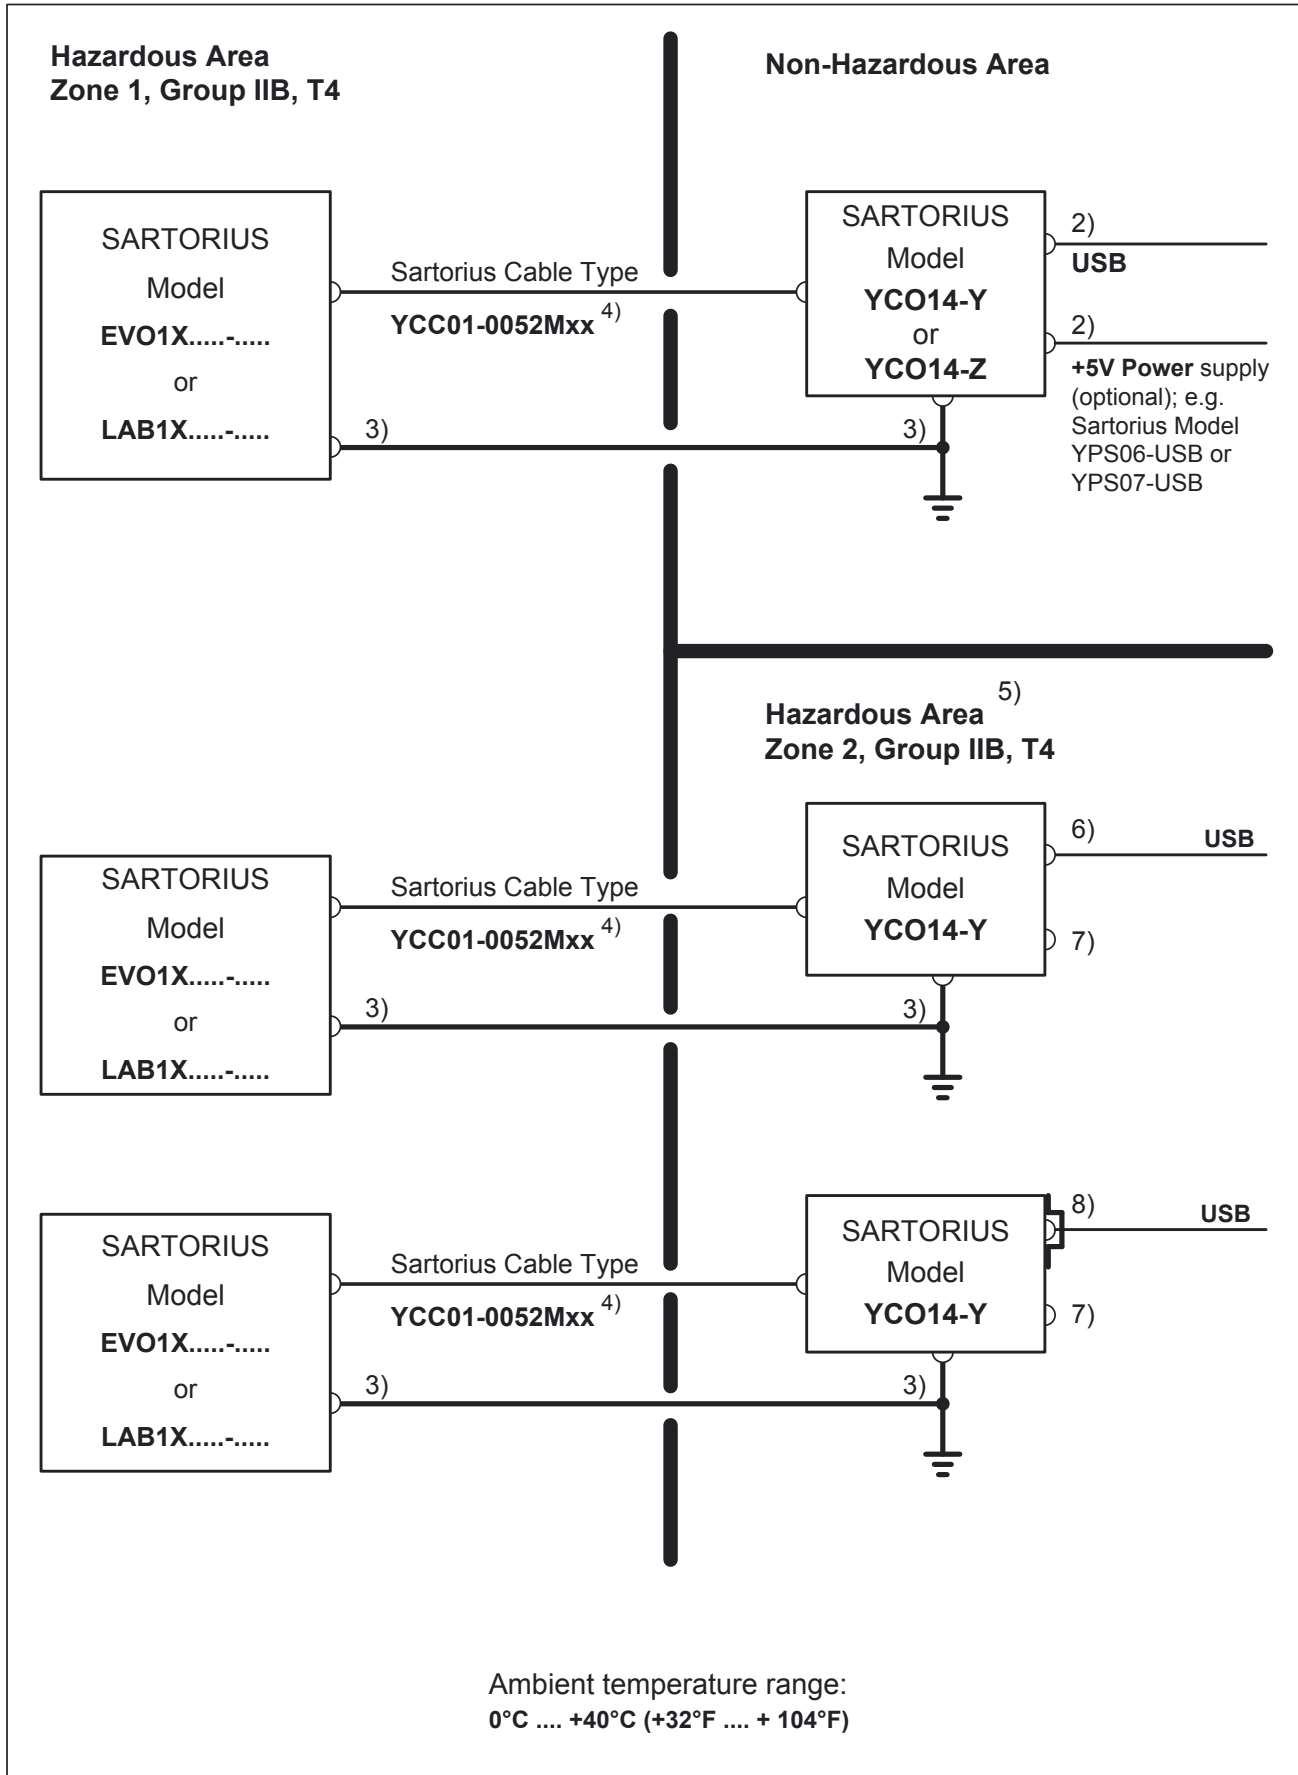 Hazardous Area
Zone 1, Group IIB, T4
Non-Hazardous Area
SARTORIUS
Model
EVO1X.....-.....
or
LAB1X.....-.....
Sartorius Cable Type
YCC01-0052Mxx 4)
3)
3)
SARTORIUS
Model
YCO14-Y
or
YCO14-Z
2)
USB
2)
+5V Power supply
(optional); e.g.
Sartorius Model
YPS06-USB or
YPS07-USB
Hazardous Area 5)
Zone 2, Group IIB, T4
SARTORIUS
Model
EVO1X.....-.....
or
LAB1X.....-.....
Sartorius Cable Type
YCC01-0052Mxx 4)
3)
3)
SARTORIUS
Model
YCO14-Y
6)
USB
7)
SARTORIUS
Model
EVO1X.....-.....
or
LAB1X.....-.....
Sartorius Cable Type
YCC01-0052Mxx 4)
3)
3)
SARTORIUS
Model
YCO14-Y
8)
USB
7)
Ambient temperature range:
0°C .... +40°C (+32°F .... + 104°F)